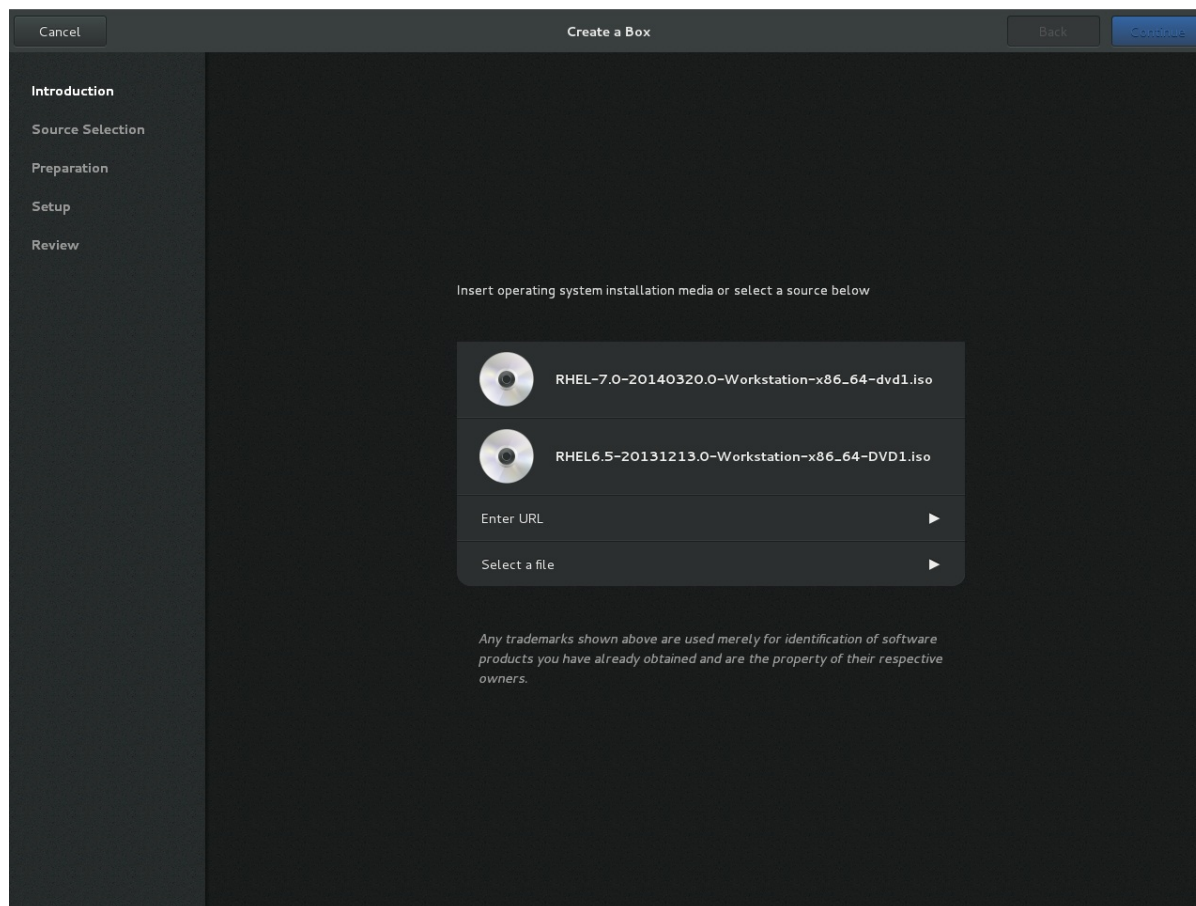 Cancel
Create a Box
Back
Continue
Introduction
Source Selection
Preparation
Setup
Review
Insert operating system installation media or select a source below
RHEL-7.0-20140320.0-Workstation-x86_64-dvd1.iso
RHEL6.5-20131213.0-Workstation-x86_64-DVD1.iso
Enter URL
Select a file
Any trademarks shown above are used merely for identification of software
products you have already obtained and are the property of their respective
owners.